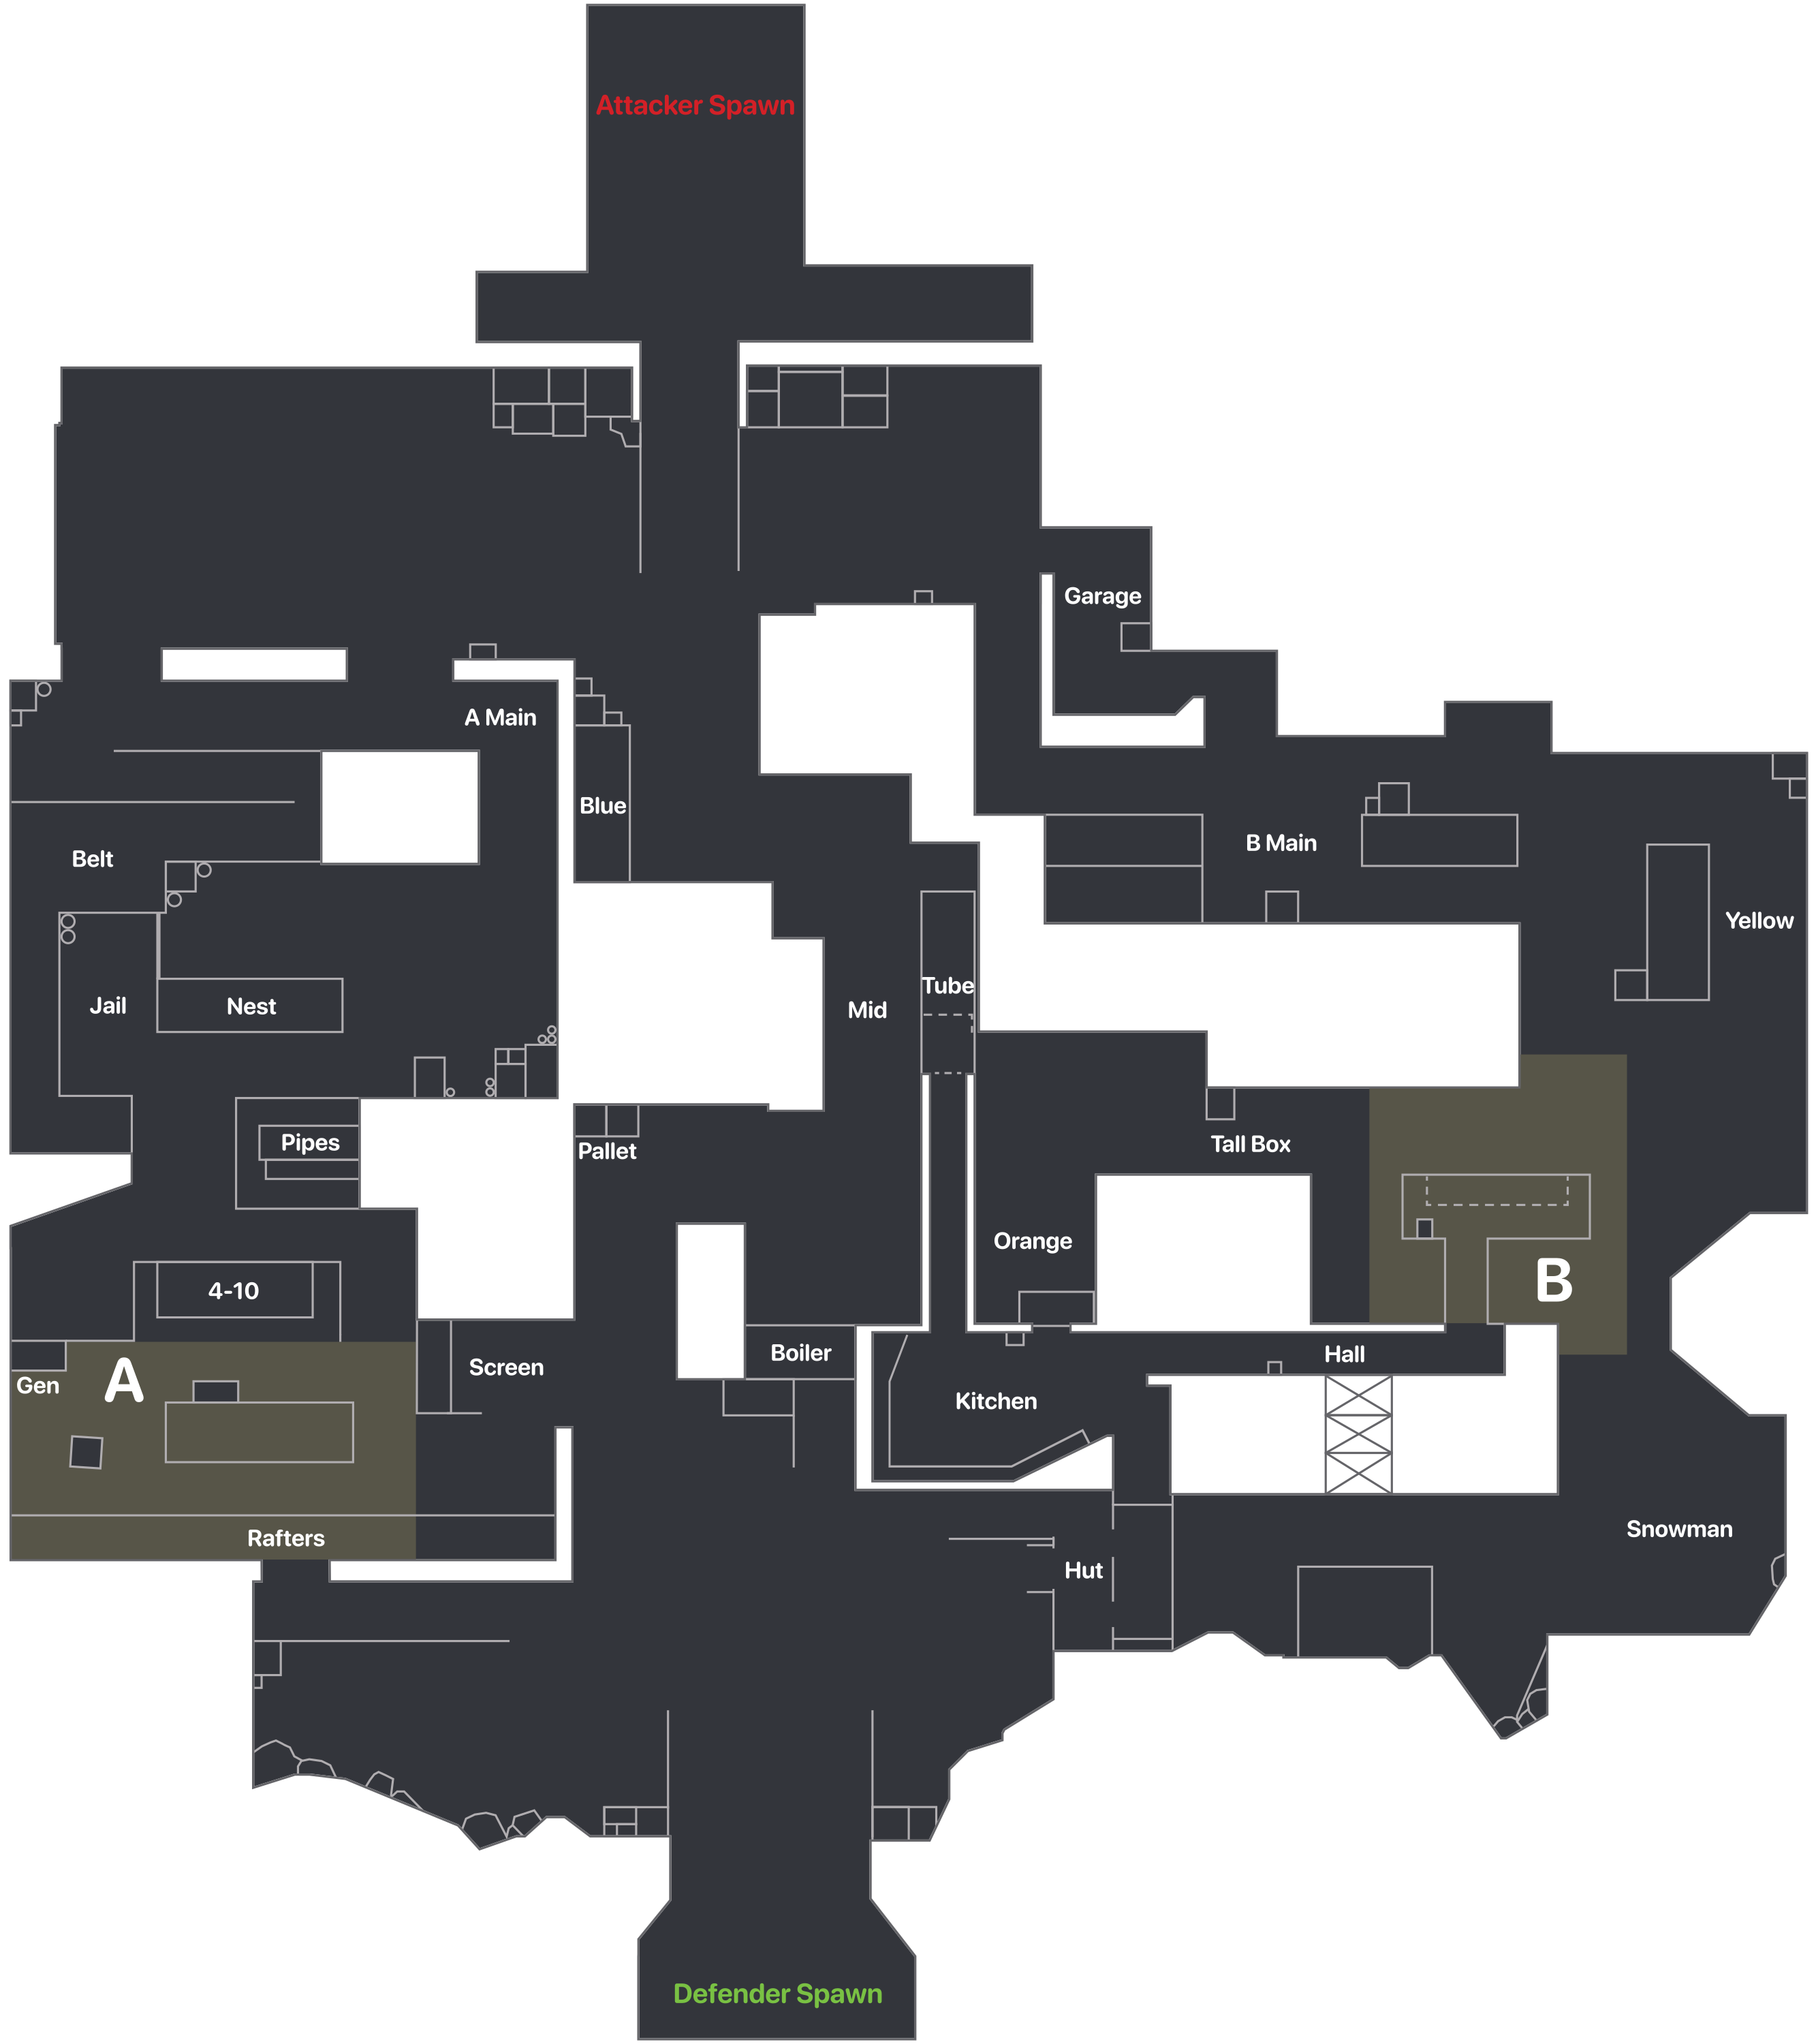 Attacker Spawn
Garage
A Main
Blue
B Main
Belt
Yellow
Tube
Jail
Nest
Mid
Pipes
Pallet
Tall Box
Orange
4-10
B
Boiler
Hall
Screen
Gen
A
Kitchen
Rafters
Snowman
Hut
Defender Spawn